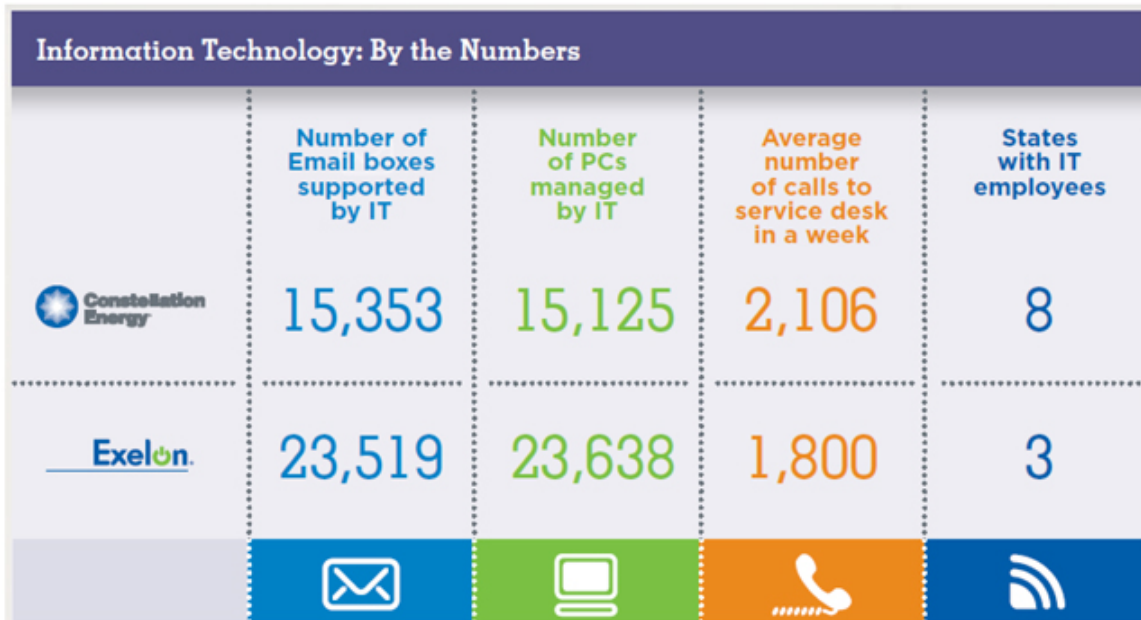 Information Technology: By the Numbers
Number of
Email boxes
supported
by IT
Number
of PCs
managed
by IT
Average
number
of calls to
service desk
in a week
States
with IT
employees
Constellation
Energy
15,353
15,125
2,106
8
Exelon.
23,519
23,638
1,800
3